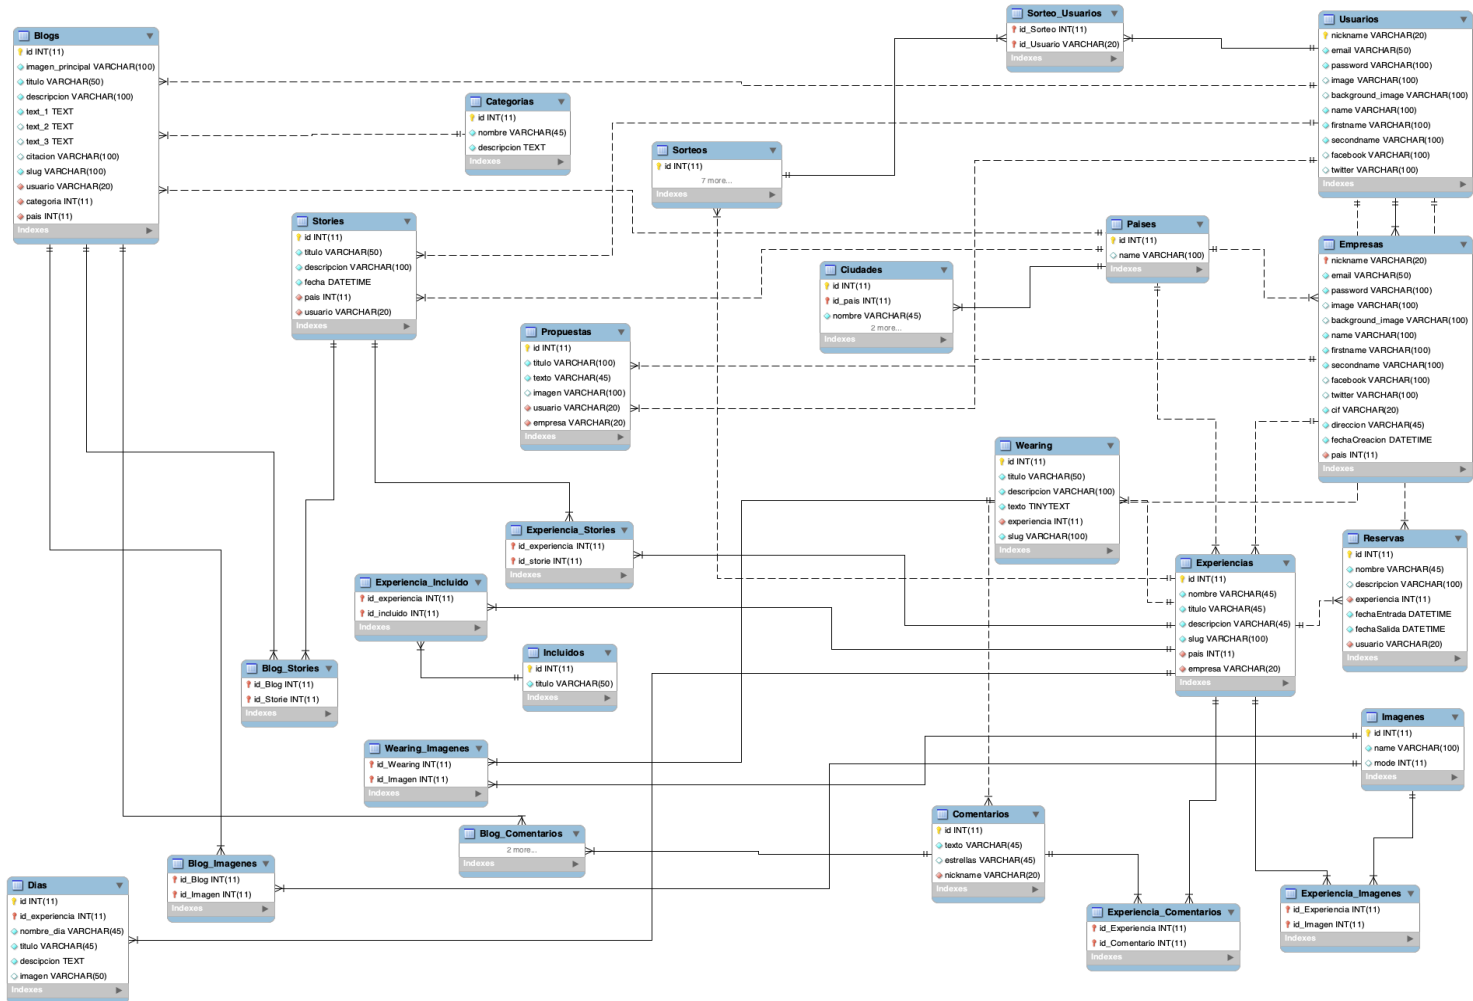 Blogs
id INT(11)
imagen_principal VARCHAR(100)
titulo VARCHAR(50)
descripcion VARCHAR(100)
text_1 TEXT
text_2 TEXT
text_3 TEXT
citacion VARCHAR(100)
slug VARCHAR(100)
usuario VARCHAR(20)
categoria INT(11)
pais INT(11)
Indexes
Categorias
id INT(11)
nombre VARCHAR(45)
descripcion TEXT
Indexes
Sorteo_Usuarios
id_Sorteo INT(11)
id_Usuario VARCHAR(20)
Indexes
Usuarios
nickname VARCHAR(20)
email VARCHAR(50)
password VARCHAR(100)
image VARCHAR(100)
background_image VARCHAR(100)
name VARCHAR(100)
firstname VARCHAR(100)
secondname VARCHAR(100)
facebook VARCHAR(100)
twitter VARCHAR(100)
Indexes
Sorteos
id INT(11)
7 more...
Indexes
Stories
id INT(11)
titulo VARCHAR(50)
descripcion VARCHAR(100)
fecha DATETIME
pais INT(11)
usuario VARCHAR(20)
Indexes
Paises
id INT(11)
name VARCHAR(100)
Indexes
Ciudades
id INT(11)
id_pais INT(11)
nombre VARCHAR(45)
2 more...
Indexes
Empresas
nickname VARCHAR(20)
email VARCHAR(50)
password VARCHAR(100)
image VARCHAR(100)
background_image VARCHAR(100)
name VARCHAR(100)
firstname VARCHAR(100)
secondname VARCHAR(100)
facebook VARCHAR(100)
twitter VARCHAR(100)
cif VARCHAR(20)
direccion VARCHAR(45)
fechaCreacion DATETIME
pais INT(11)
Indexes
Propuestas
id INT(11)
titulo VARCHAR(100)
texto VARCHAR(45)
imagen VARCHAR(100)
usuario VARCHAR(20)
empresa VARCHAR(20)
Indexes
Wearing
id INT(11)
titulo VARCHAR(50)
descripcion VARCHAR(100)
texto TINYTEXT
experiencia INT(11)
slug VARCHAR(100)
Indexes
Experiencia_Stories
id_experiencia INT(11)
id_storie INT(11)
Indexes
Reservas
id INT(11)
nombre VARCHAR(45)
descripcion VARCHAR(100)
experiencia INT(11)
fechaEntrada DATETIME
fechaSalida DATETIME
usuario VARCHAR(20)
Indexes
Experiencias
id INT(11)
nombre VARCHAR(45)
titulo VARCHAR(45)
descripcion VARCHAR(45)
slug VARCHAR(100)
pais INT(11)
empresa VARCHAR(20)
Indexes
Experiencia_Incluido
id_experiencia INT(11)
id_incluido INT(11)
Indexes
Incluidos
id INT(11)
titulo VARCHAR(50)
Indexes
Blog_Stories
id_Blog INT(11)
id_Storie INT(11)
Indexes
Imagenes
id INT(11)
name VARCHAR(100)
mode INT(11)
Indexes
Wearing_Imagenes
id_Wearing INT(11)
id_Imagen INT(11)
Indexes
Comentarios
id INT(11)
texto VARCHAR(45)
estrellas VARCHAR(45)
nickname VARCHAR(20)
Indexes
Blog_Comentarios
2 more...
Indexes
Blog_Imagenes
id_Blog INT(11)
id_Imagen INT(11)
Indexes
Dias
id INT(11)
id_experiencia INT(11)
nombre_dia VARCHAR(45)
titulo VARCHAR(45)
descipcion TEXT
imagen VARCHAR(50)
Indexes
Experiencia_Comentarios
id_Experiencia INT(11)
id_Comentario INT(11)
Indexes
Experiencia_Imagenes
id_Experiencia INT(11)
id_Imagen INT(11)
Indexes